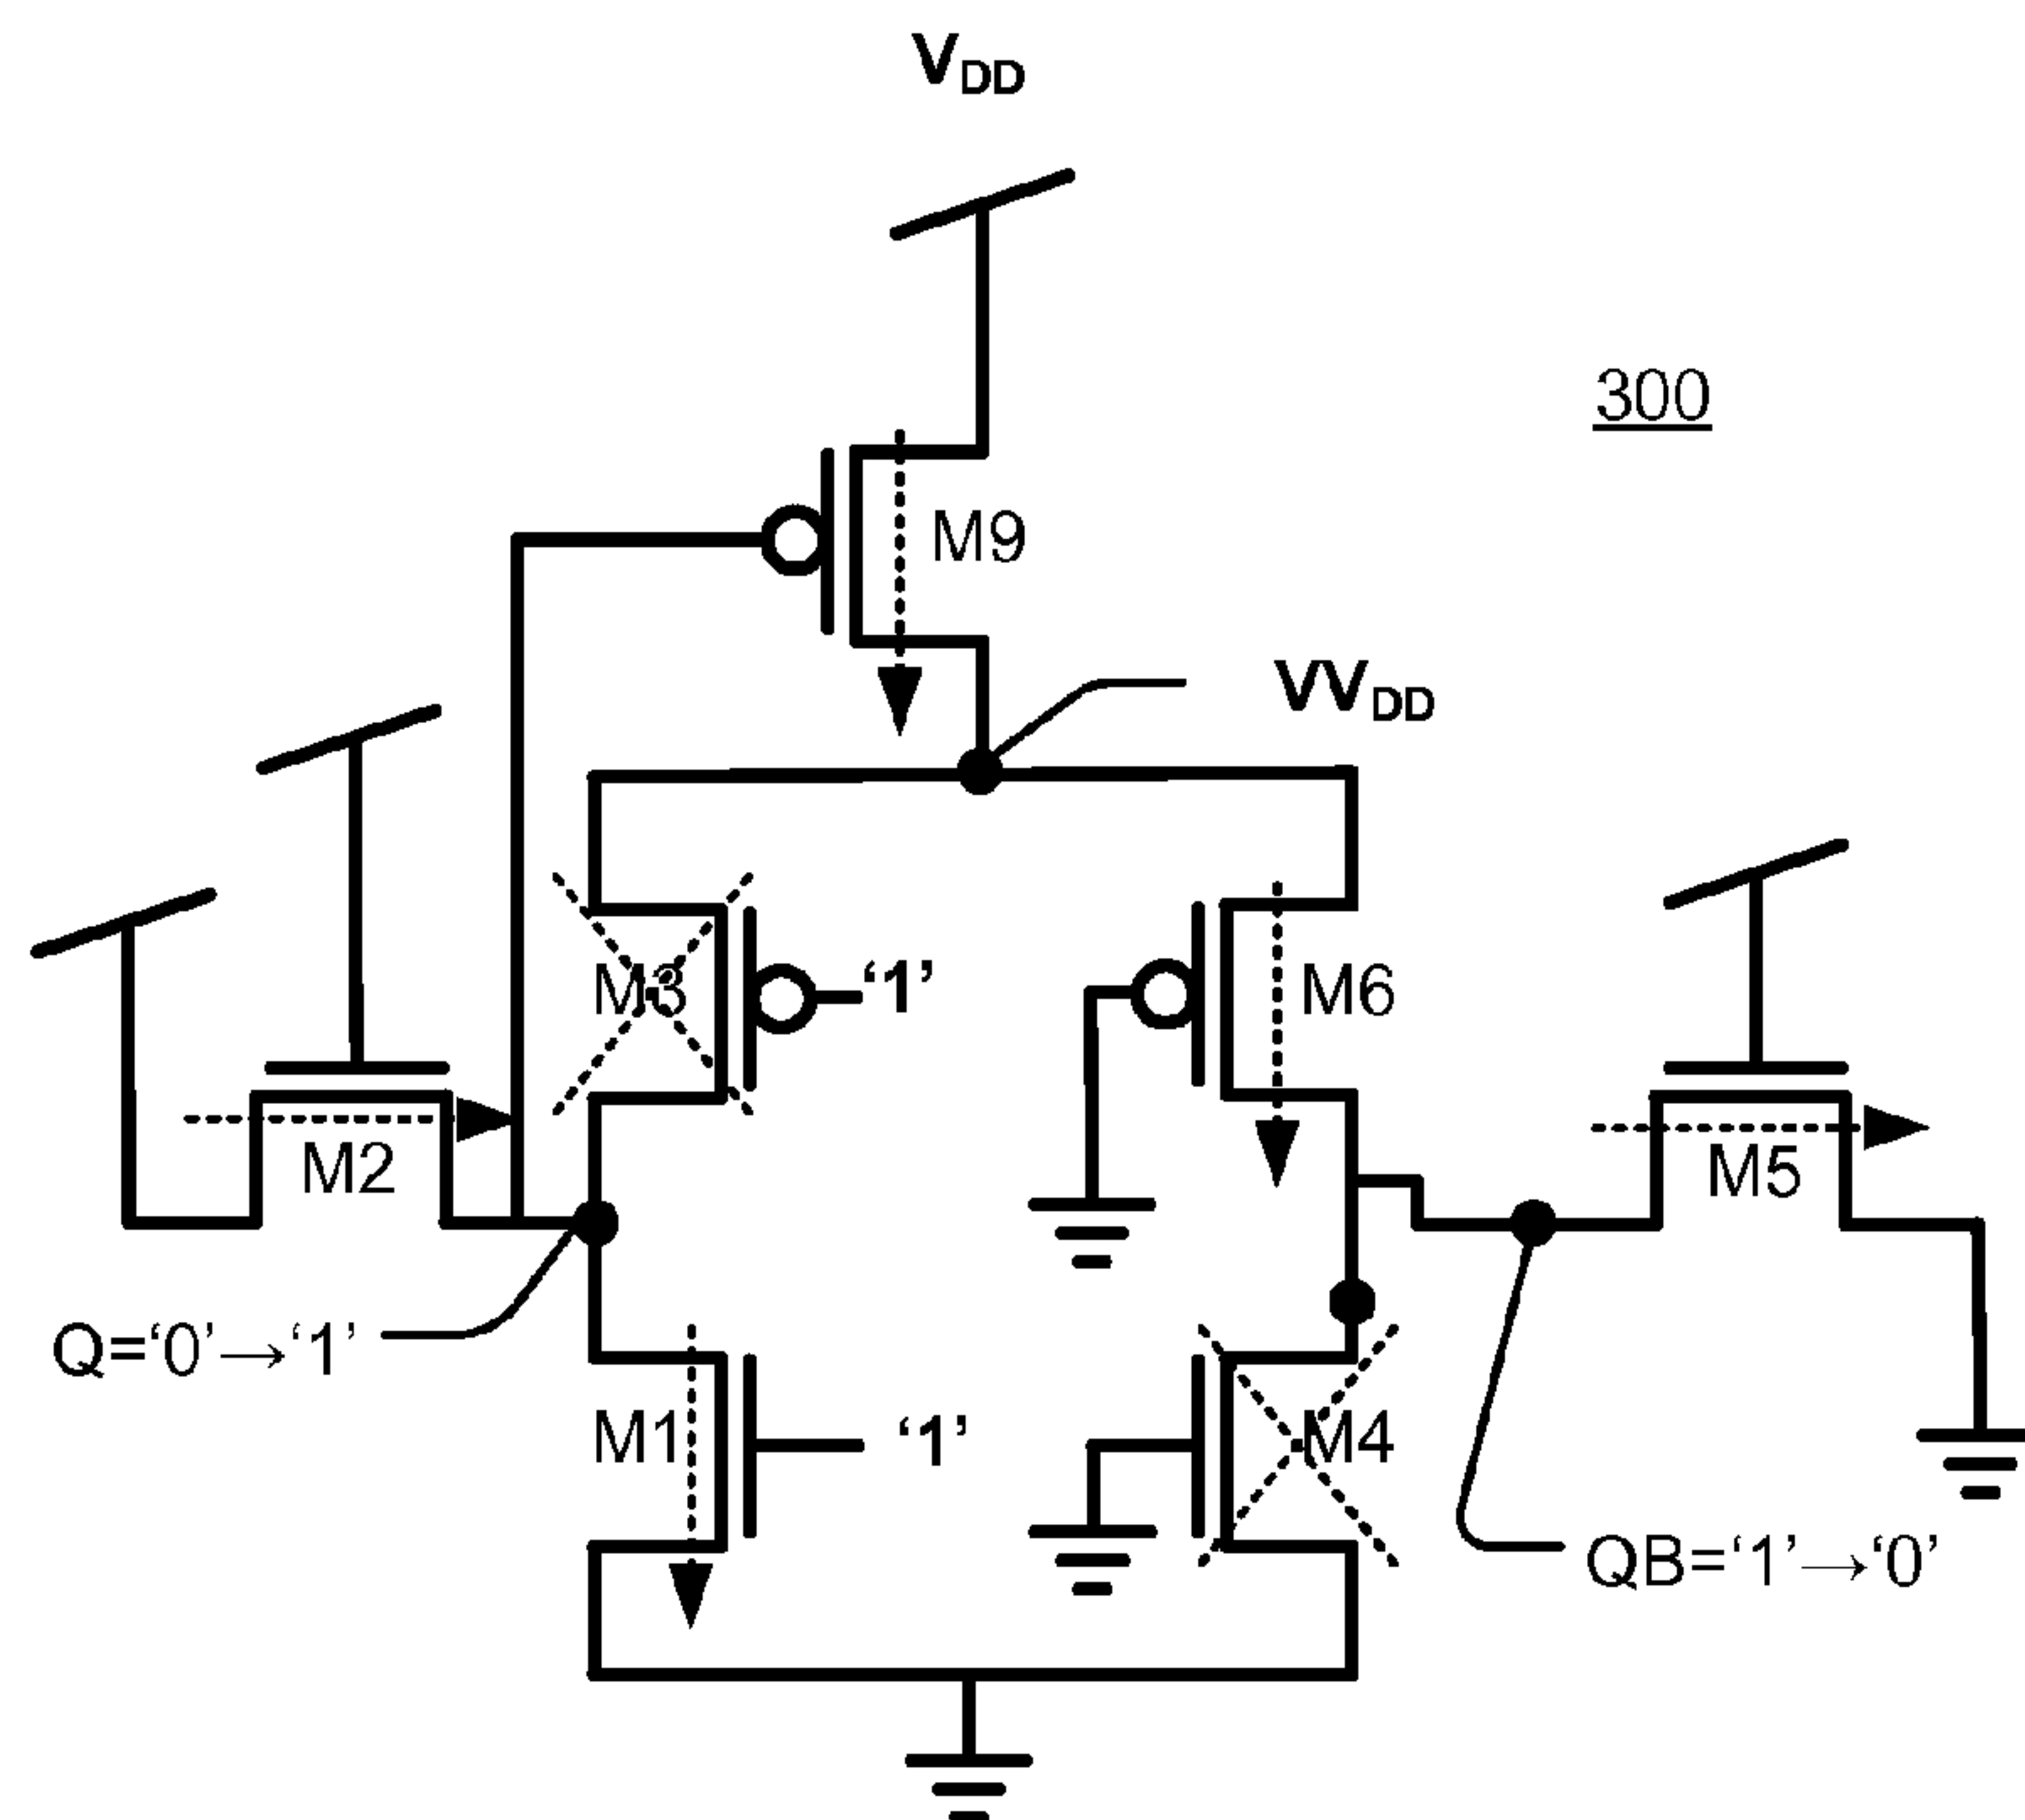 VDD
300
M9
VVDD
M3
‘1’
M6
M2
M5
Q=‘0’→‘1’
M1
‘1’
M4
QB=‘1’→‘0’